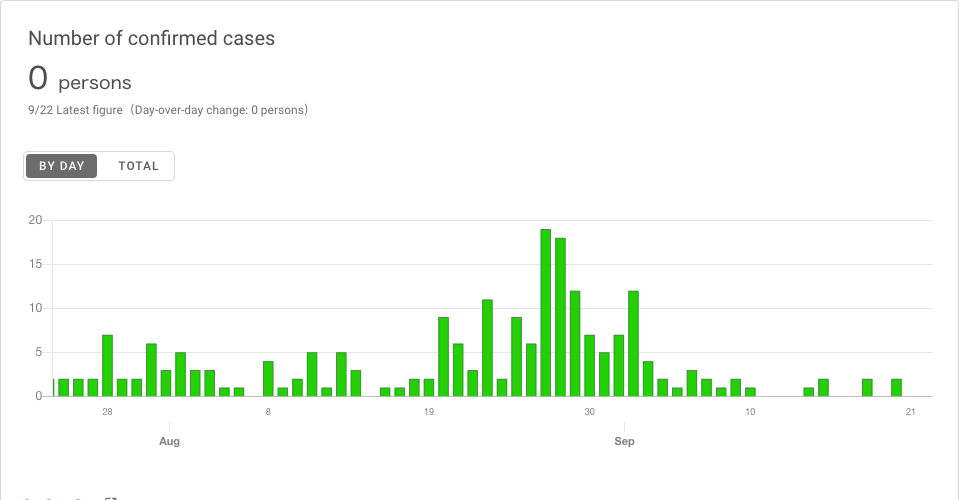 Number of confirmed cases
0 persons
9/22 Latest figure（Day-over-day change: 0 persons）
BY DAY TOTAL
20
15
10
5
0
28 8 19 30 10 21
Aug Sep